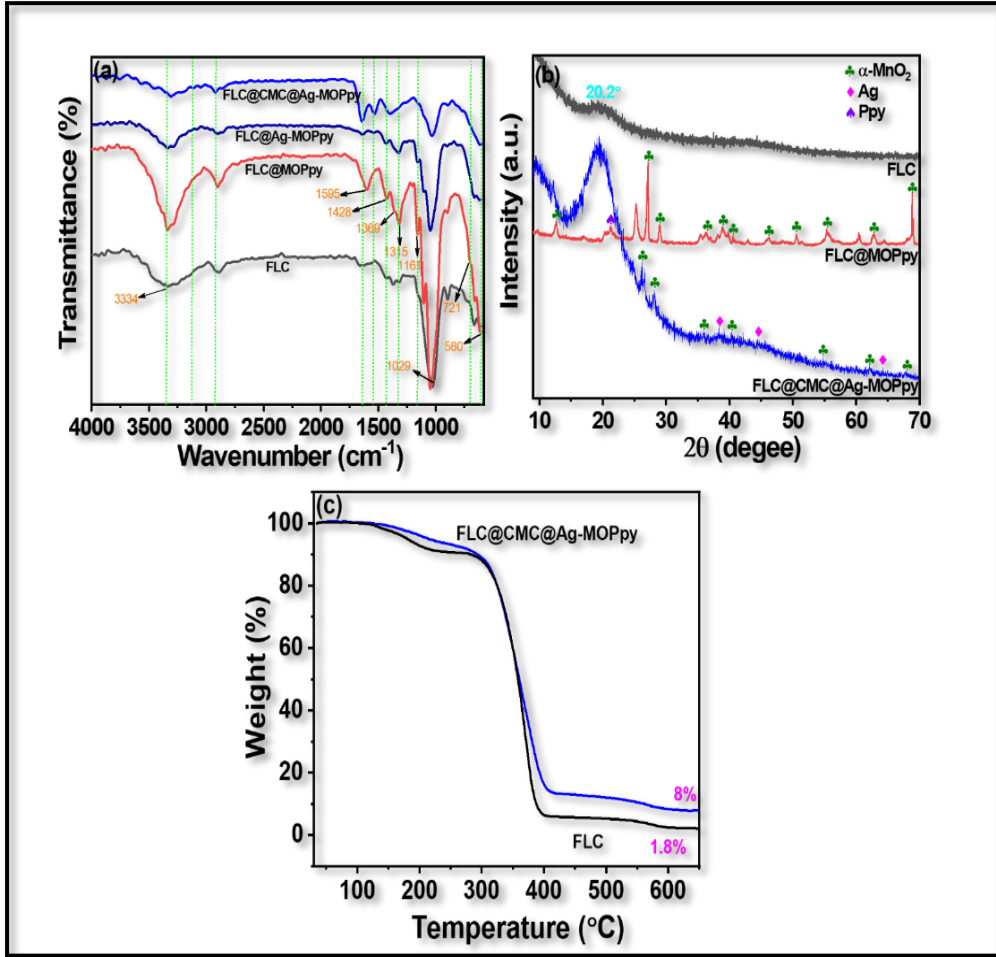 (a)
FLC@CMC@Ag-MOPpy
FLC@Ag-MOPpy
FLC@MOPpy
1595
1428
1369
1315
1165
FLC
3334
721
580
1029
Transmittance (%)
4000 3500 3000 2500 2000 1500 1000
Wavenumber (cm⁻¹)
(b)
20.2°
♣ α-MnO₂
♦ Ag
♠ Ppy
FLC
FLC@MOPpy
FLC@CMC@Ag-MOPpy
Intensity (a.u.)
10 20 30 40 50 60 70
2θ (degee)
(c)
FLC@CMC@Ag-MOPpy
100
80
60
40
20
0
8%
FLC
1.8%
Weight (%)
100 200 300 400 500 600
Temperature (°C)